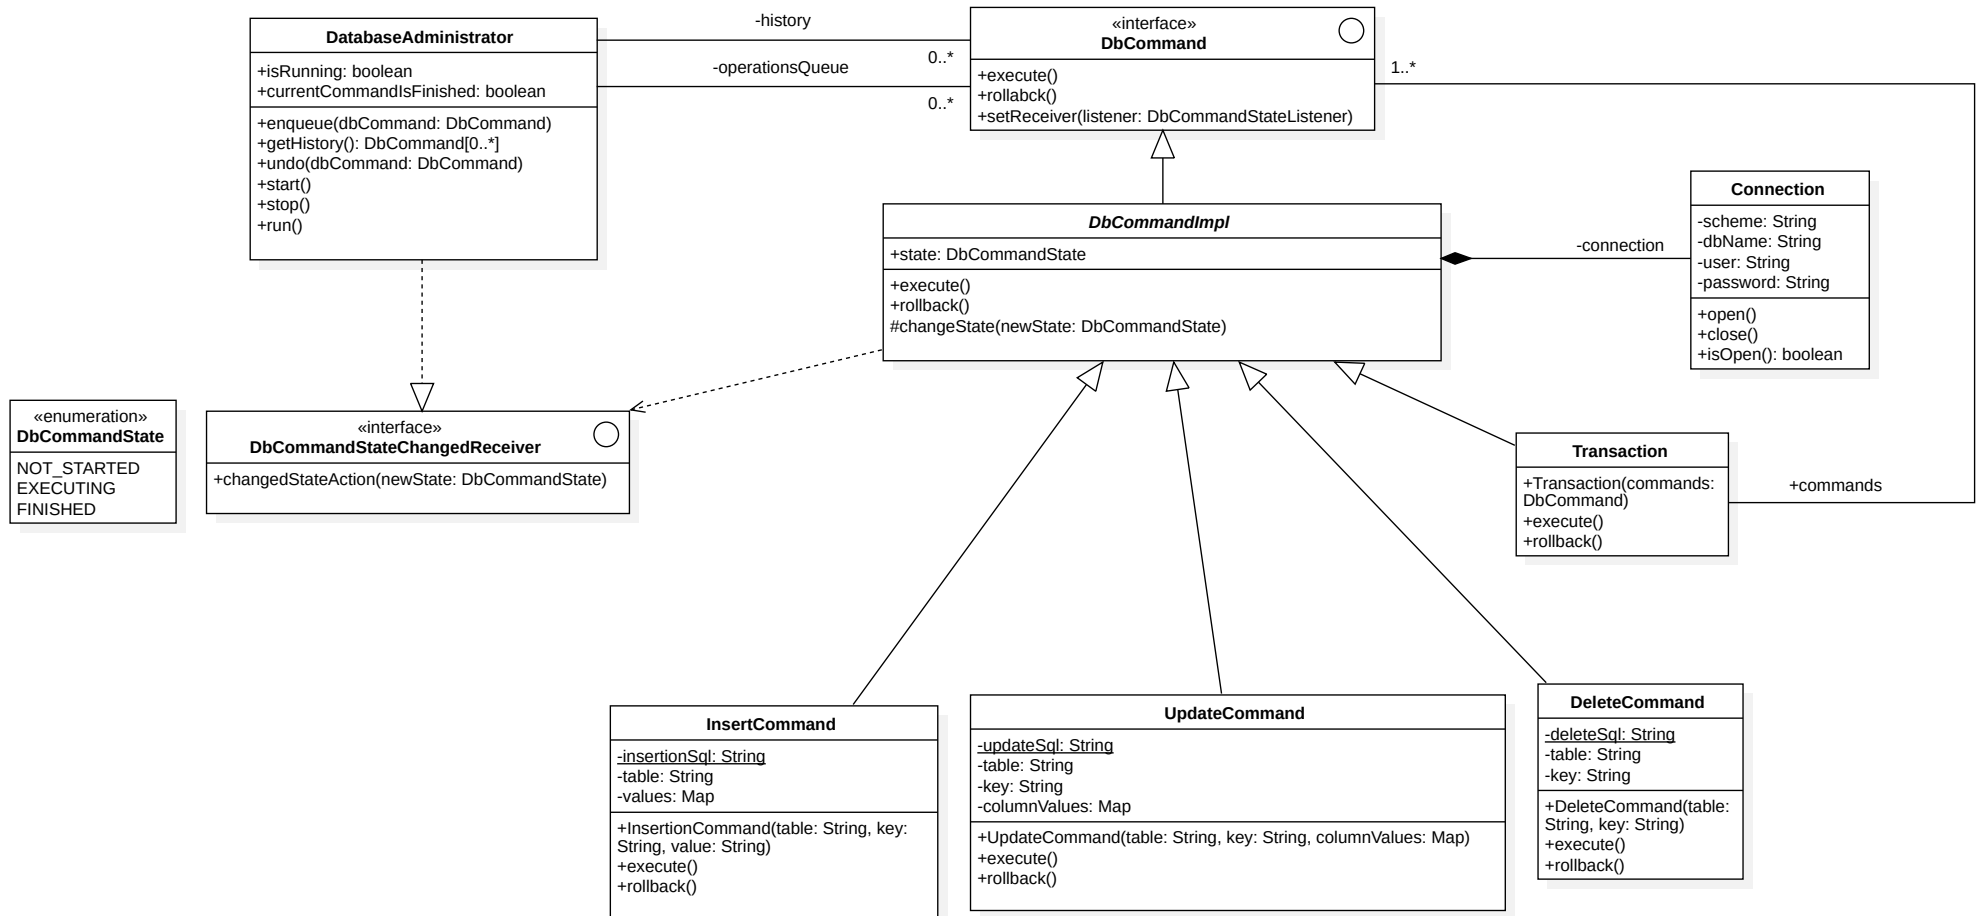 DatabaseAdministrator
+isRunning: boolean
+currentCommandIsFinished: boolean
+enqueue(dbCommand: DbCommand)
+getHistory(): DbCommand[0..*]
+undo(dbCommand: DbCommand)
+start()
+stop()
+run()
-history
0..*
-operationsQueue
0..*
«interface»
DbCommand
+execute()
+rollabck()
+setReceiver(listener: DbCommandStateListener)
1..*
DbCommandImpl
+state: DbCommandState
+execute()
+rollback()
#changeState(newState: DbCommandState)
-connection
Connection
-scheme: String
-dbName: String
-user: String
-password: String
+open()
+close()
+isOpen(): boolean
«enumeration»
DbCommandState
NOT_STARTED
EXECUTING
FINISHED
«interface»
DbCommandStateChangedReceiver
+changedStateAction(newState: DbCommandState)
Transaction
+Transaction(commands:
DbCommand)
+execute()
+rollback()
+commands
InsertCommand
-insertionSql: String
-table: String
-values: Map
+InsertionCommand(table: String, key:
String, value: String)
+execute()
+rollback()
UpdateCommand
-updateSql: String
-table: String
-key: String
-columnValues: Map
+UpdateCommand(table: String, key: String, columnValues: Map)
+execute()
+rollback()
DeleteCommand
-deleteSql: String
-table: String
-key: String
+DeleteCommand(table:
String, key: String)
+execute()
+rollback()